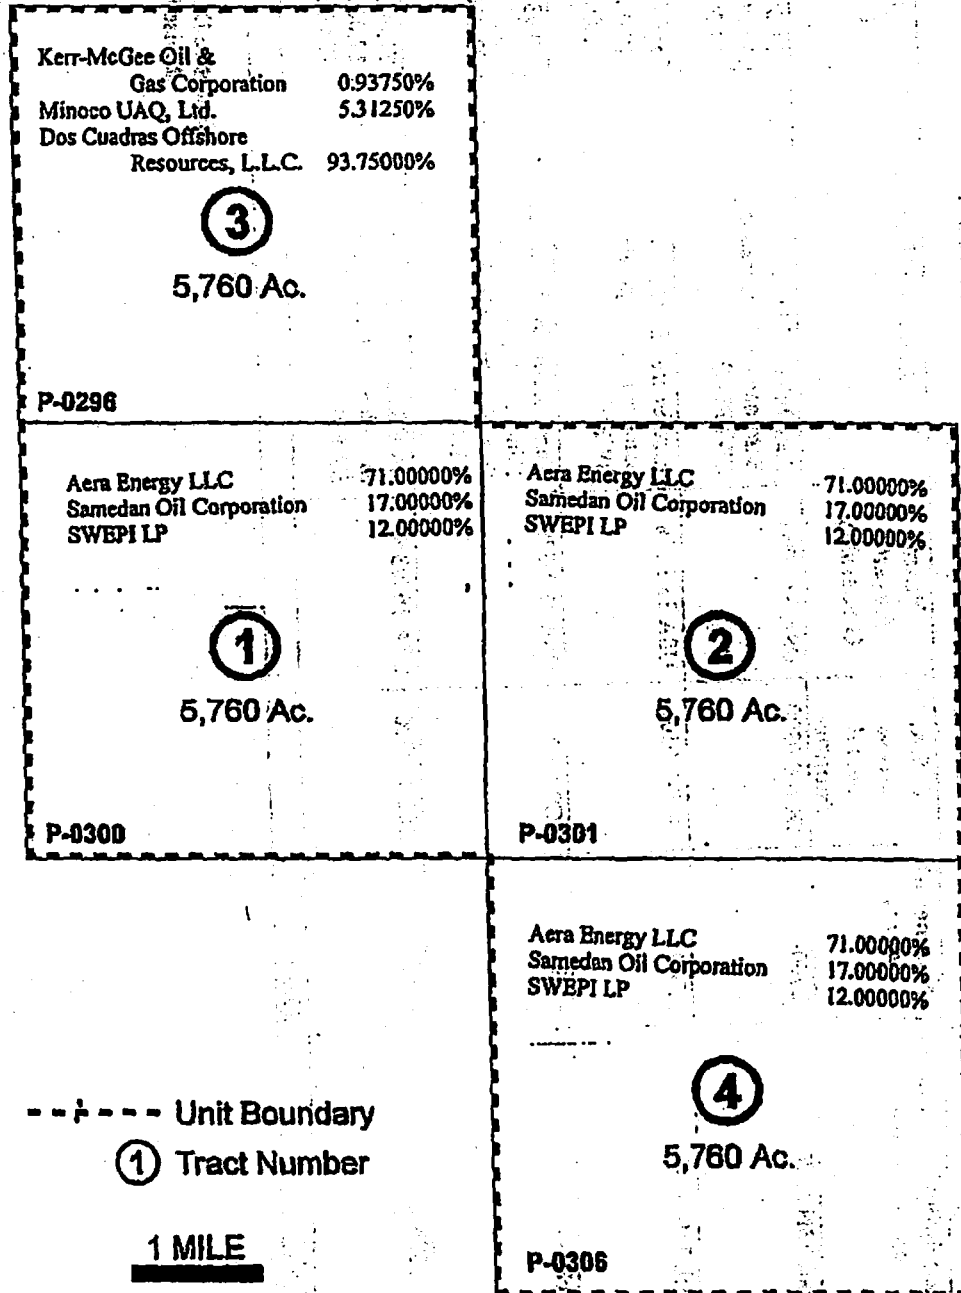 Kerr-McGee Oil &
Gas Corporation 0.93750%
Minoco UAQ, Ltd. 5.31250%
Dos Cuadras Offshore
Resources, L.L.C. 93.75000%
3
5,760 Ac.
P-0296
Aera Energy LLC 71.00000%
Samedan Oil Corporation 17.00000%
SWEPI LP 12.00000%
1
5,760 Ac.
P-0300
Aera Energy LLC 71.00000%
Samedan Oil Corporation 17.00000%
SWEPI LP 12.00000%
2
5,760 Ac.
P-0301
Aera Energy LLC 71.00000%
Samedan Oil Corporation 17.00000%
SWEPI LP 12.00000%
4
5,760 Ac.
P-0306
Unit Boundary
1 Tract Number
1 MILE